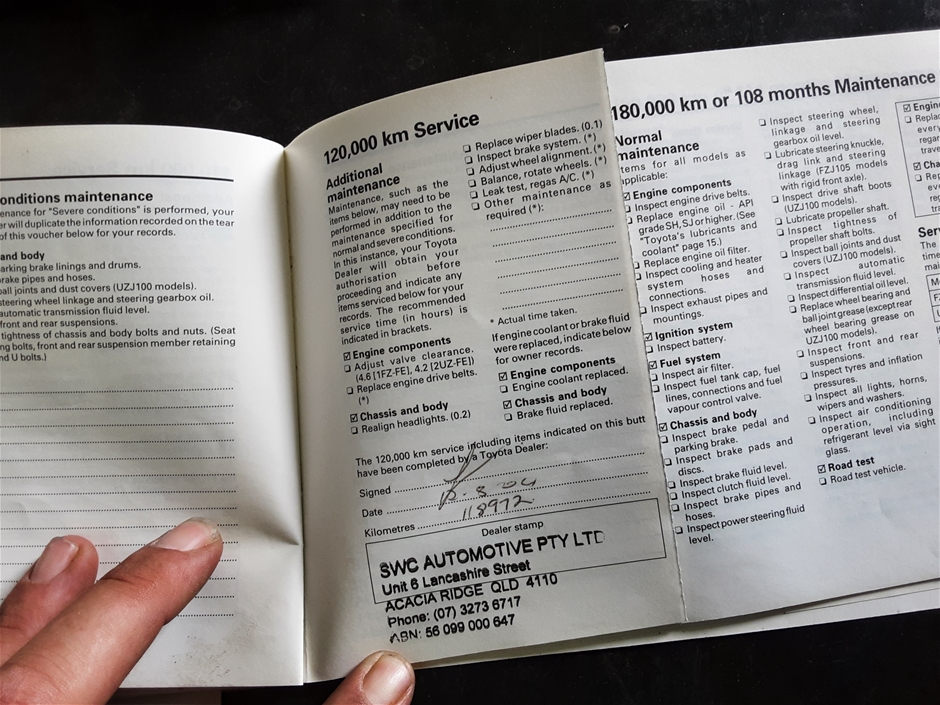 onditions maintenance
enance for "Severe conditions" is performed, your
er will duplicate the information recorded on the tear
of this voucher below for your records.
and body
arking brake linings and drums.
rake pipes and hoses.
ball joints and dust covers (UZJ100 models).
steering wheel linkage and steering gearbox oil.
automatic transmission fluid level.
front and rear suspensions.
tightness of chassis and body bolts and nuts. (Seat
ng bolts, front and rear suspension member retaining
nd U bolts.)
120,000 km Service
Additional
maintenance
Maintenance, such as the
items below, may need to be
performed in addition to the
maintenance specified for
normal and severe conditions.
In this instance, your Toyota
Dealer will obtain your
authorisation before
proceeding and indicate any
items serviced below for your
records. The recommended
service time (in hours) is
indicated in brackets.
☑ Engine components
❏ Adjust valve clearance.
(4.6 [1FZ-FE], 4.2 [2UZ-FE])
❏ Replace engine drive belts.
(*)
☑ Chassis and body
❏ Realign headlights. (0.2)
❏ Replace wiper blades. (0.1)
❏ Inspect brake system. (*)
❏ Adjust wheel alignment. (*)
❏ Balance, rotate wheels. (*)
❏ Leak test, regas A/C. (*)
❏ Other maintenance as
required (*):
* Actual time taken.
If engine coolant or brake fluid
were replaced, indicate below
for owner records.
☑ Engine components
❏ Engine coolant replaced.
☑ Chassis and body
❏ Brake fluid replaced.
The 120,000 km service including items indicated on this butt
have been completed by a Toyota Dealer:
Signed
Date
Kilometres 118972
Dealer stamp
SWC AUTOMOTIVE PTY LTD
Unit 6 Lancashire Street
ACACIA RIDGE QLD 4110
Phone: (07) 3273 6717
ABN: 56 099 000 647
180,000 km or 108 months Maintenance
Normal
maintenance
Items for all models as
applicable:
☑ Engine components
❏ Inspect engine drive belts.
❏ Replace engine oil - API
grade SH, SJ or higher. (See
"Toyota's lubricants and
coolant" page 15.)
❏ Replace engine oil filter.
❏ Inspect cooling and heater
system hoses and
connections.
❏ Inspect exhaust pipes and
mountings.
☑ Ignition system
❏ Inspect battery.
☑ Fuel system
❏ Inspect air filter.
❏ Inspect fuel tank cap, fuel
lines, connections and fuel
vapour control valve.
☑ Chassis and body
❏ Inspect brake pedal and
parking brake.
❏ Inspect brake pads and
discs.
❏ Inspect brake fluid level.
❏ Inspect clutch fluid level.
❏ Inspect brake pipes and
hoses.
❏ Inspect power steering fluid
level.
❏ Inspect steering wheel,
linkage and steering
gearbox oil level.
❏ Lubricate steering knuckle,
drag link and steering
linkage (FZJ105 models
with rigid front axle).
❏ Inspect drive shaft boots
(UZJ100 models).
❏ Lubricate propeller shaft.
❏ Inspect tightness of
propeller shaft bolts.
❏ Inspect ball joints and dust
covers (UZJ100 models).
❏ Inspect automatic
transmission fluid level.
❏ Inspect differential oil level.
❏ Replace wheel bearing and
ball joint grease (except rear
wheel bearing grease on
UZJ100 models).
❏ Inspect front and rear
suspensions.
❏ Inspect tyres and inflation
pressures.
❏ Inspect all lights, horns,
wipers and washers.
❏ Inspect air conditioning
operation, including
refrigerant level via sight
glass.
☑ Road test
❏ Road test vehicle.
☑ Engin
❏ Replac
every
regar
trave
☑ Cha
❏ Rep
eve
Serv
The
time
mai